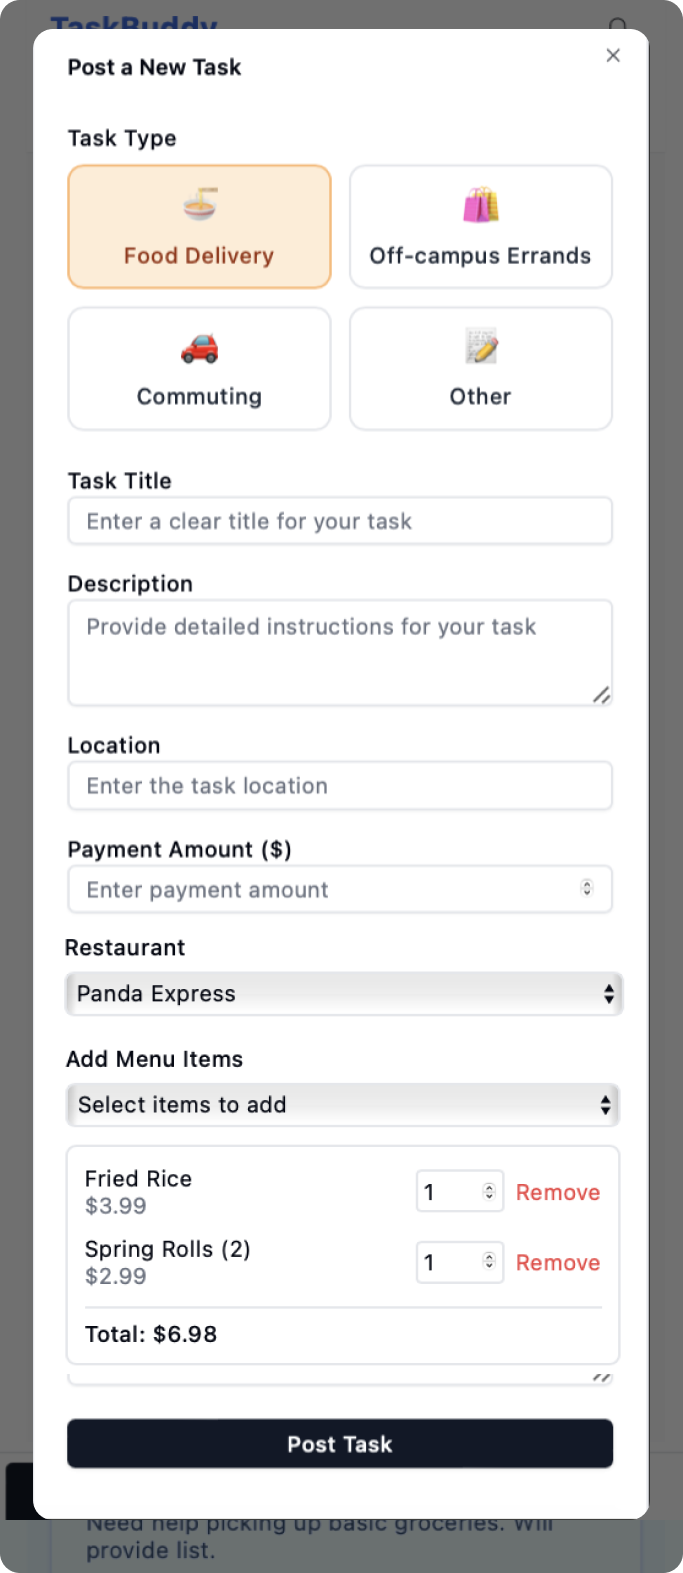 TaskBuddy
Post a New Task
Task Type
Food Delivery
Off-campus Errands
Commuting
Other
Task Title
Enter a clear title for your task
Description
Provide detailed instructions for your task
Location
Enter the task location
Payment Amount ($)
Enter payment amount
Restaurant
Panda Express
Add Menu Items
Select items to add
Fried Rice
$3.99
1
Remove
Spring Rolls (2)
$2.99
1
Remove
Total: $6.98
Post Task
Need help picking up basic groceries. Will
provide list.